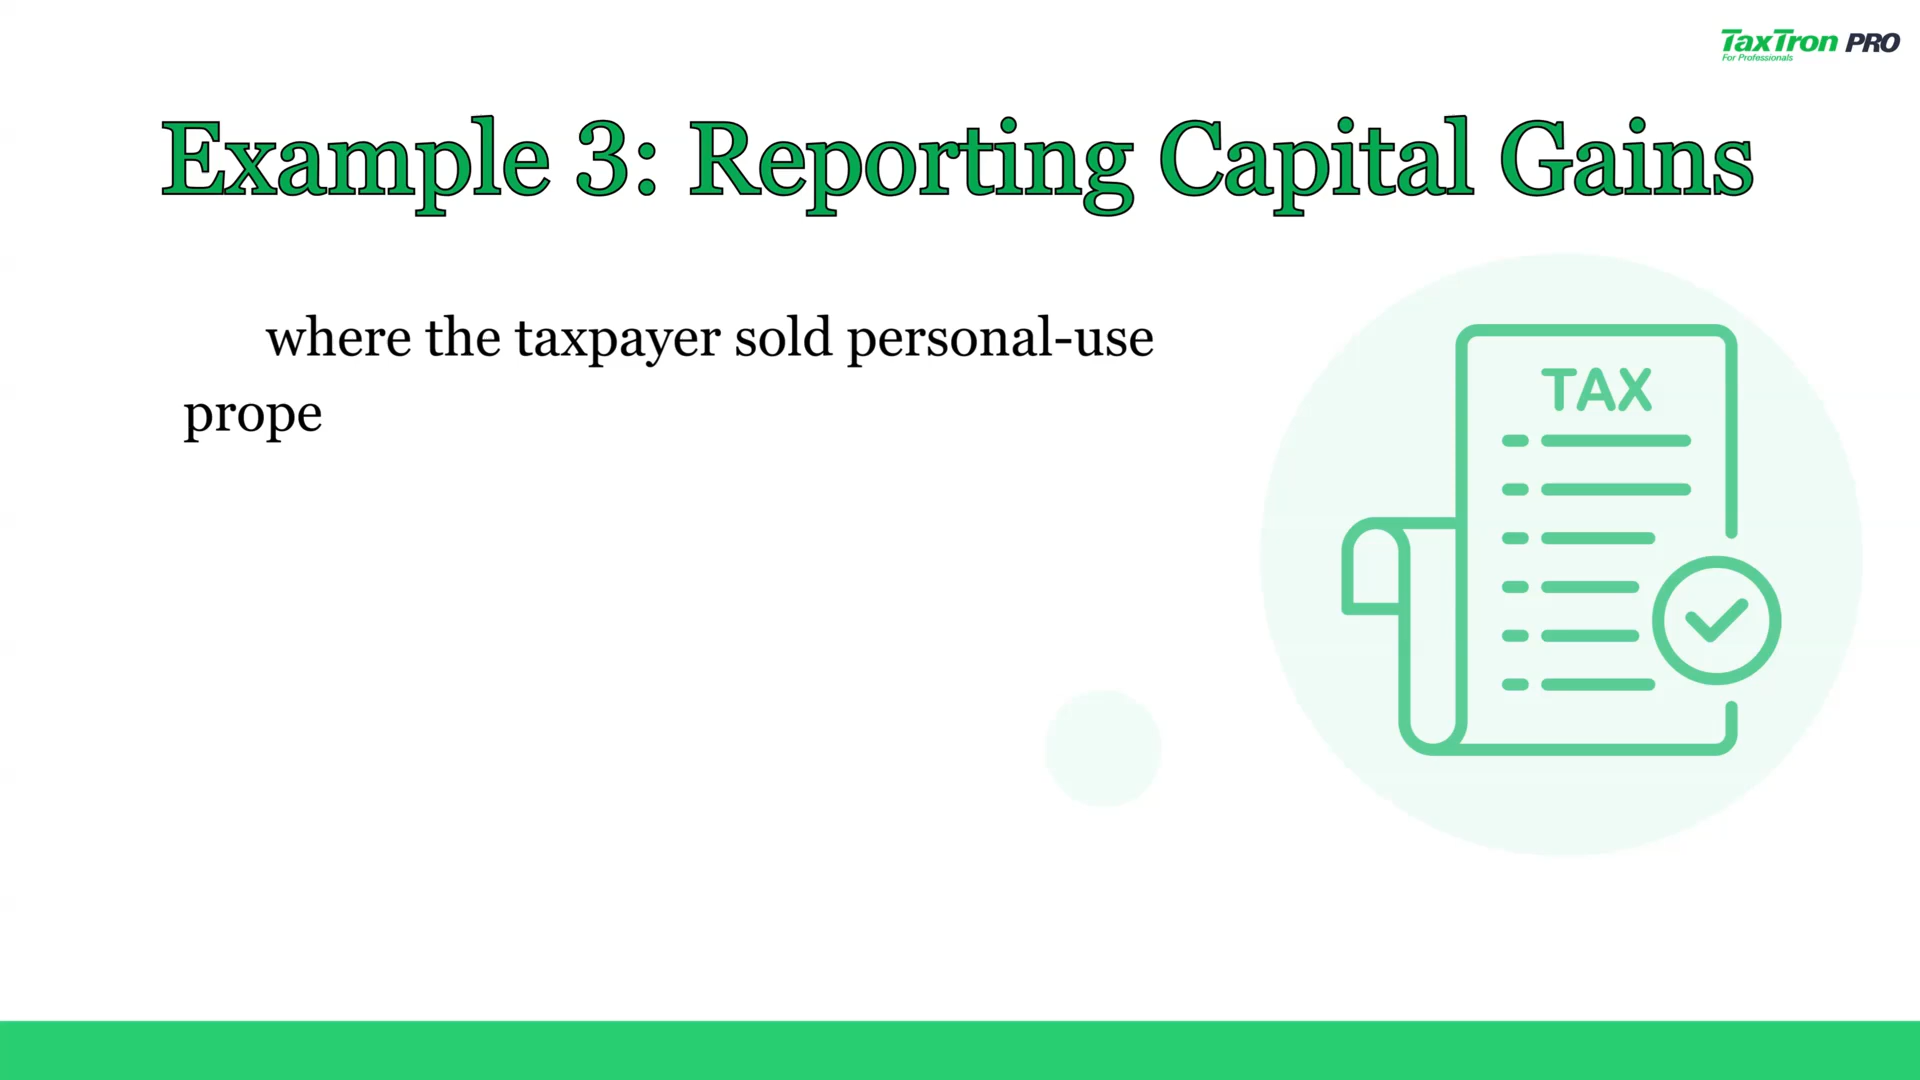 TaxTron PRO
For Professionals
Example 3: Reporting Capital Gains
where the taxpayer sold personal-use
prope
TAX